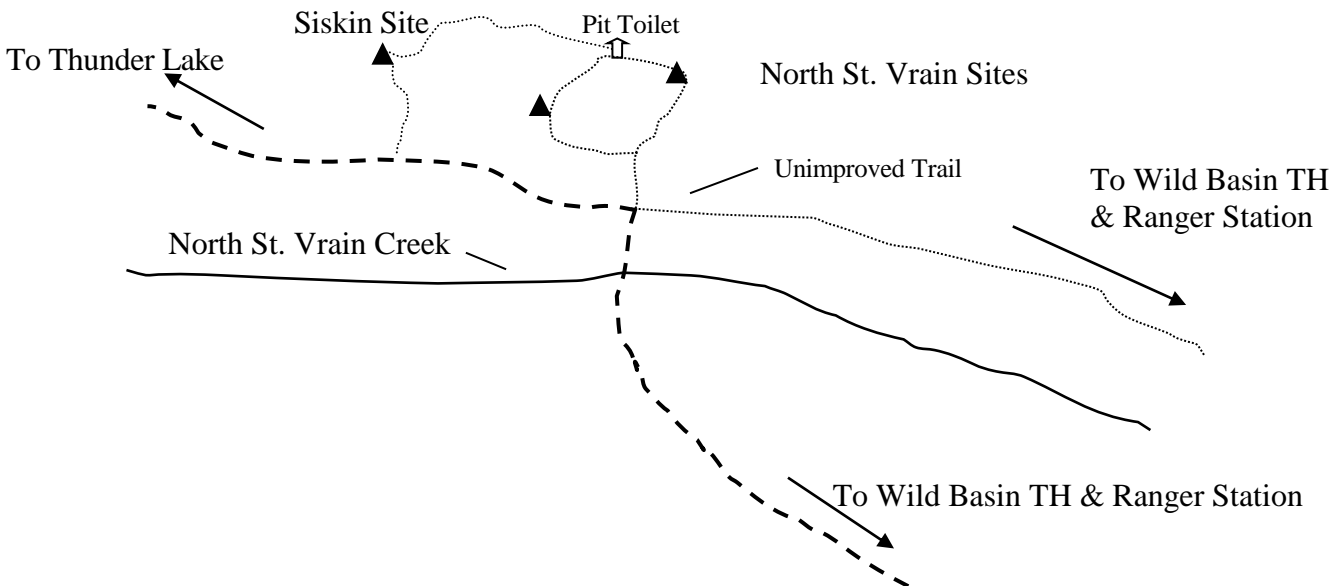 Siskin Site
Pit Toilet
To Thunder Lake
North St. Vrain Sites
Unimproved Trail
To Wild Basin TH
& Ranger Station
North St. Vrain Creek
To Wild Basin TH & Ranger Station